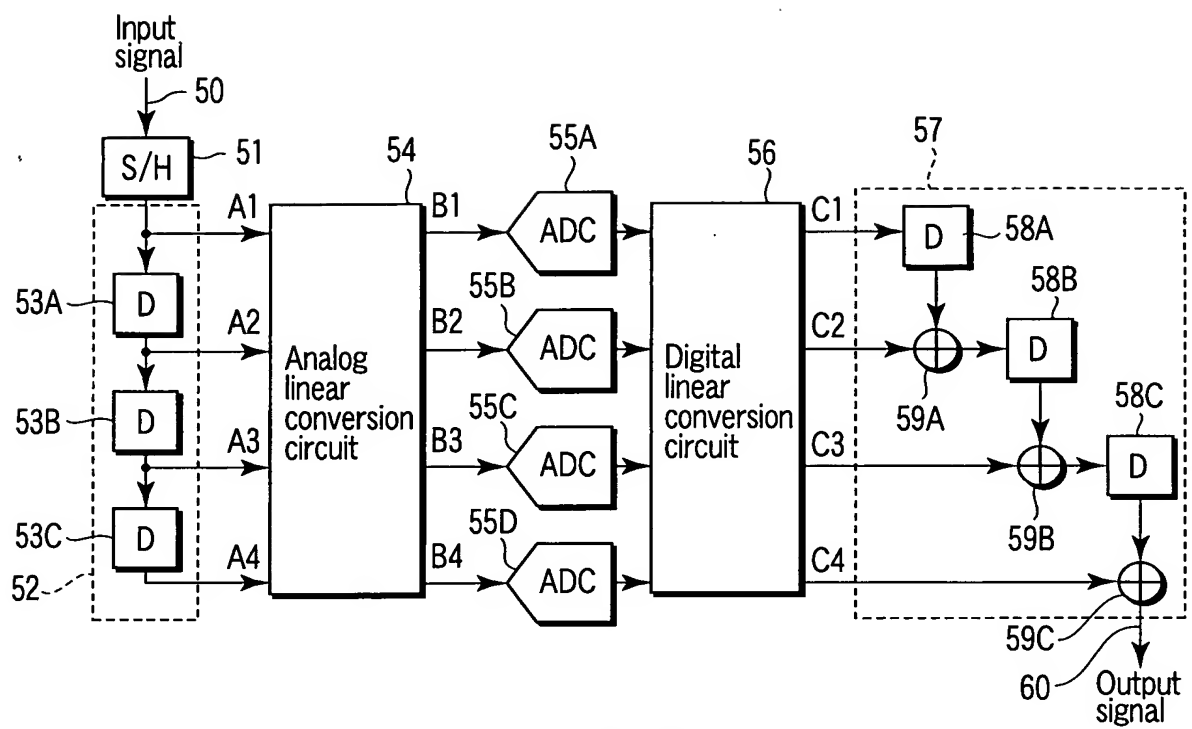 Input
signal
50
S/H
51
52
53A
D
53B
D
53C
D
A1
A2
A3
A4
54
Analog
linear
conversion
circuit
B1
B2
B3
B4
55A
ADC
55B
ADC
55C
ADC
55D
ADC
56
Digital
linear
conversion
circuit
C1
C2
C3
C4
57
D
58A
58B
D
59A
58C
D
59B
59C
60
Output
signal